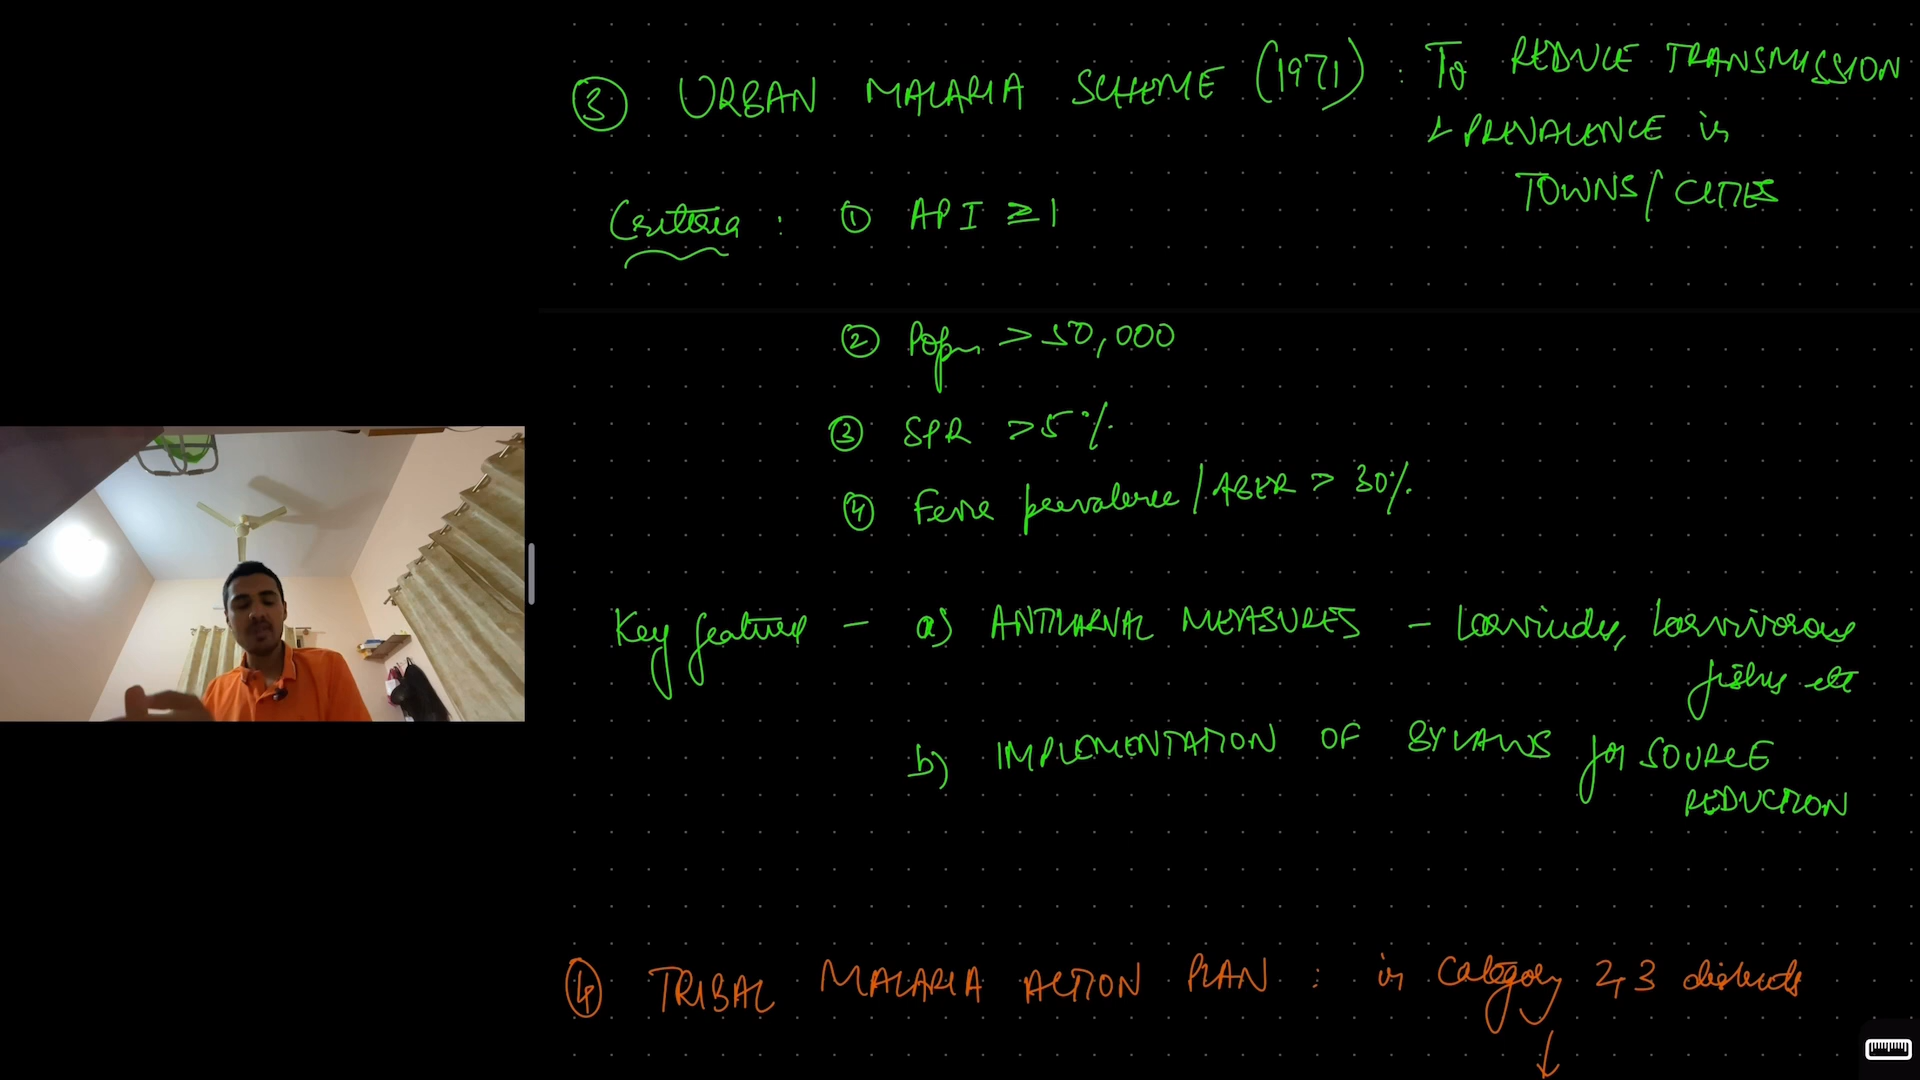 ③ URBAN MALARIA SCHEME (1971) : To REDUCE TRANSMISSION
& PREVALENCE in
TOWNS/ CITIES
Criteria : ① API ≥ 1
② Popn > 50,000
③ SPR > 5%
④ Fever prevalence / ABER > 30%
Key features - a) ANTILARVAL MEASURES - Larvicides, Larvivorous
fishes etc
b) IMPLEMENTATION OF BYLAWS for SOURCE
REDUCTION
④ TRIBAL MALARIA ACTION PLAN : in Category 2, 3 districts
↓